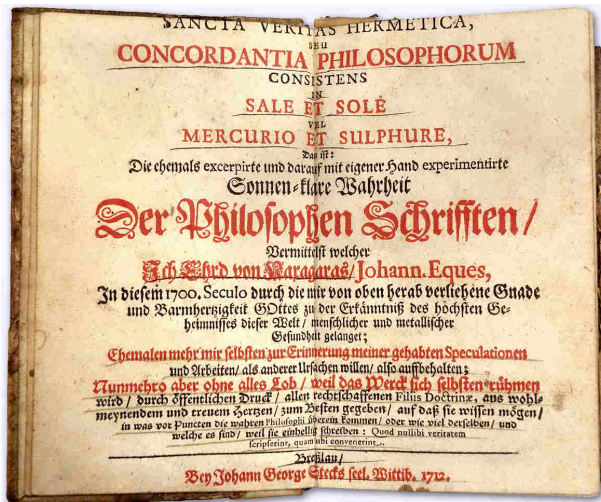 SANCTA VERITAS HERMETICA,
SEU
CONCORDANTIA PHILOSOPHORUM
CONSISTENS
IN
SALE ET SOLE
VEL
MERCURIO ET SULPHURE,
Das ist:
Die ehemals excerpirte und darauf mit eigener Hand experimentirte
Sonnen-klare Wahrheit
Der Philosophen Schrifften/
Vermittelst welcher
Ich Ehrd von Naxagoras/ Johann. Eques,
In diesem 1700. Seculo durch die mir von oben herab verliehene Gnade
und Barmhertzigkeit GOttes zu der Erkänntniß des höchsten Ge-
heimnisses dieser Welt/ menschlicher und metallischer
Gesundheit gelanget;
Ehemalen mehr mir selbsten zur Erinnerung meiner gehabten Speculationen
und Arbeiten/ als anderer Ursachen willen/ also auffbehalten;
Nunmehro aber ohne alles Lob/ weil das Werck sich selbsten rühmen
wird/ durch öffentlichen Druck/ allen rechtschaffenen Filiis Doctrinæ, aus wohl-
meynendem und treuem Hertzen/ zum Besten gegeben/ auf daß sie wissen mögen/
in was vor Puncten die wahren Philosophi überein kommen/ oder wie viel derselben/ und
welche es sind/ weil sie einhellig schreiben: Quod nullibi veritatem
scripserint, quam ubi convenerint.
Breßlau/
Bey Johann George Stecks seel. Wittib. 1712.